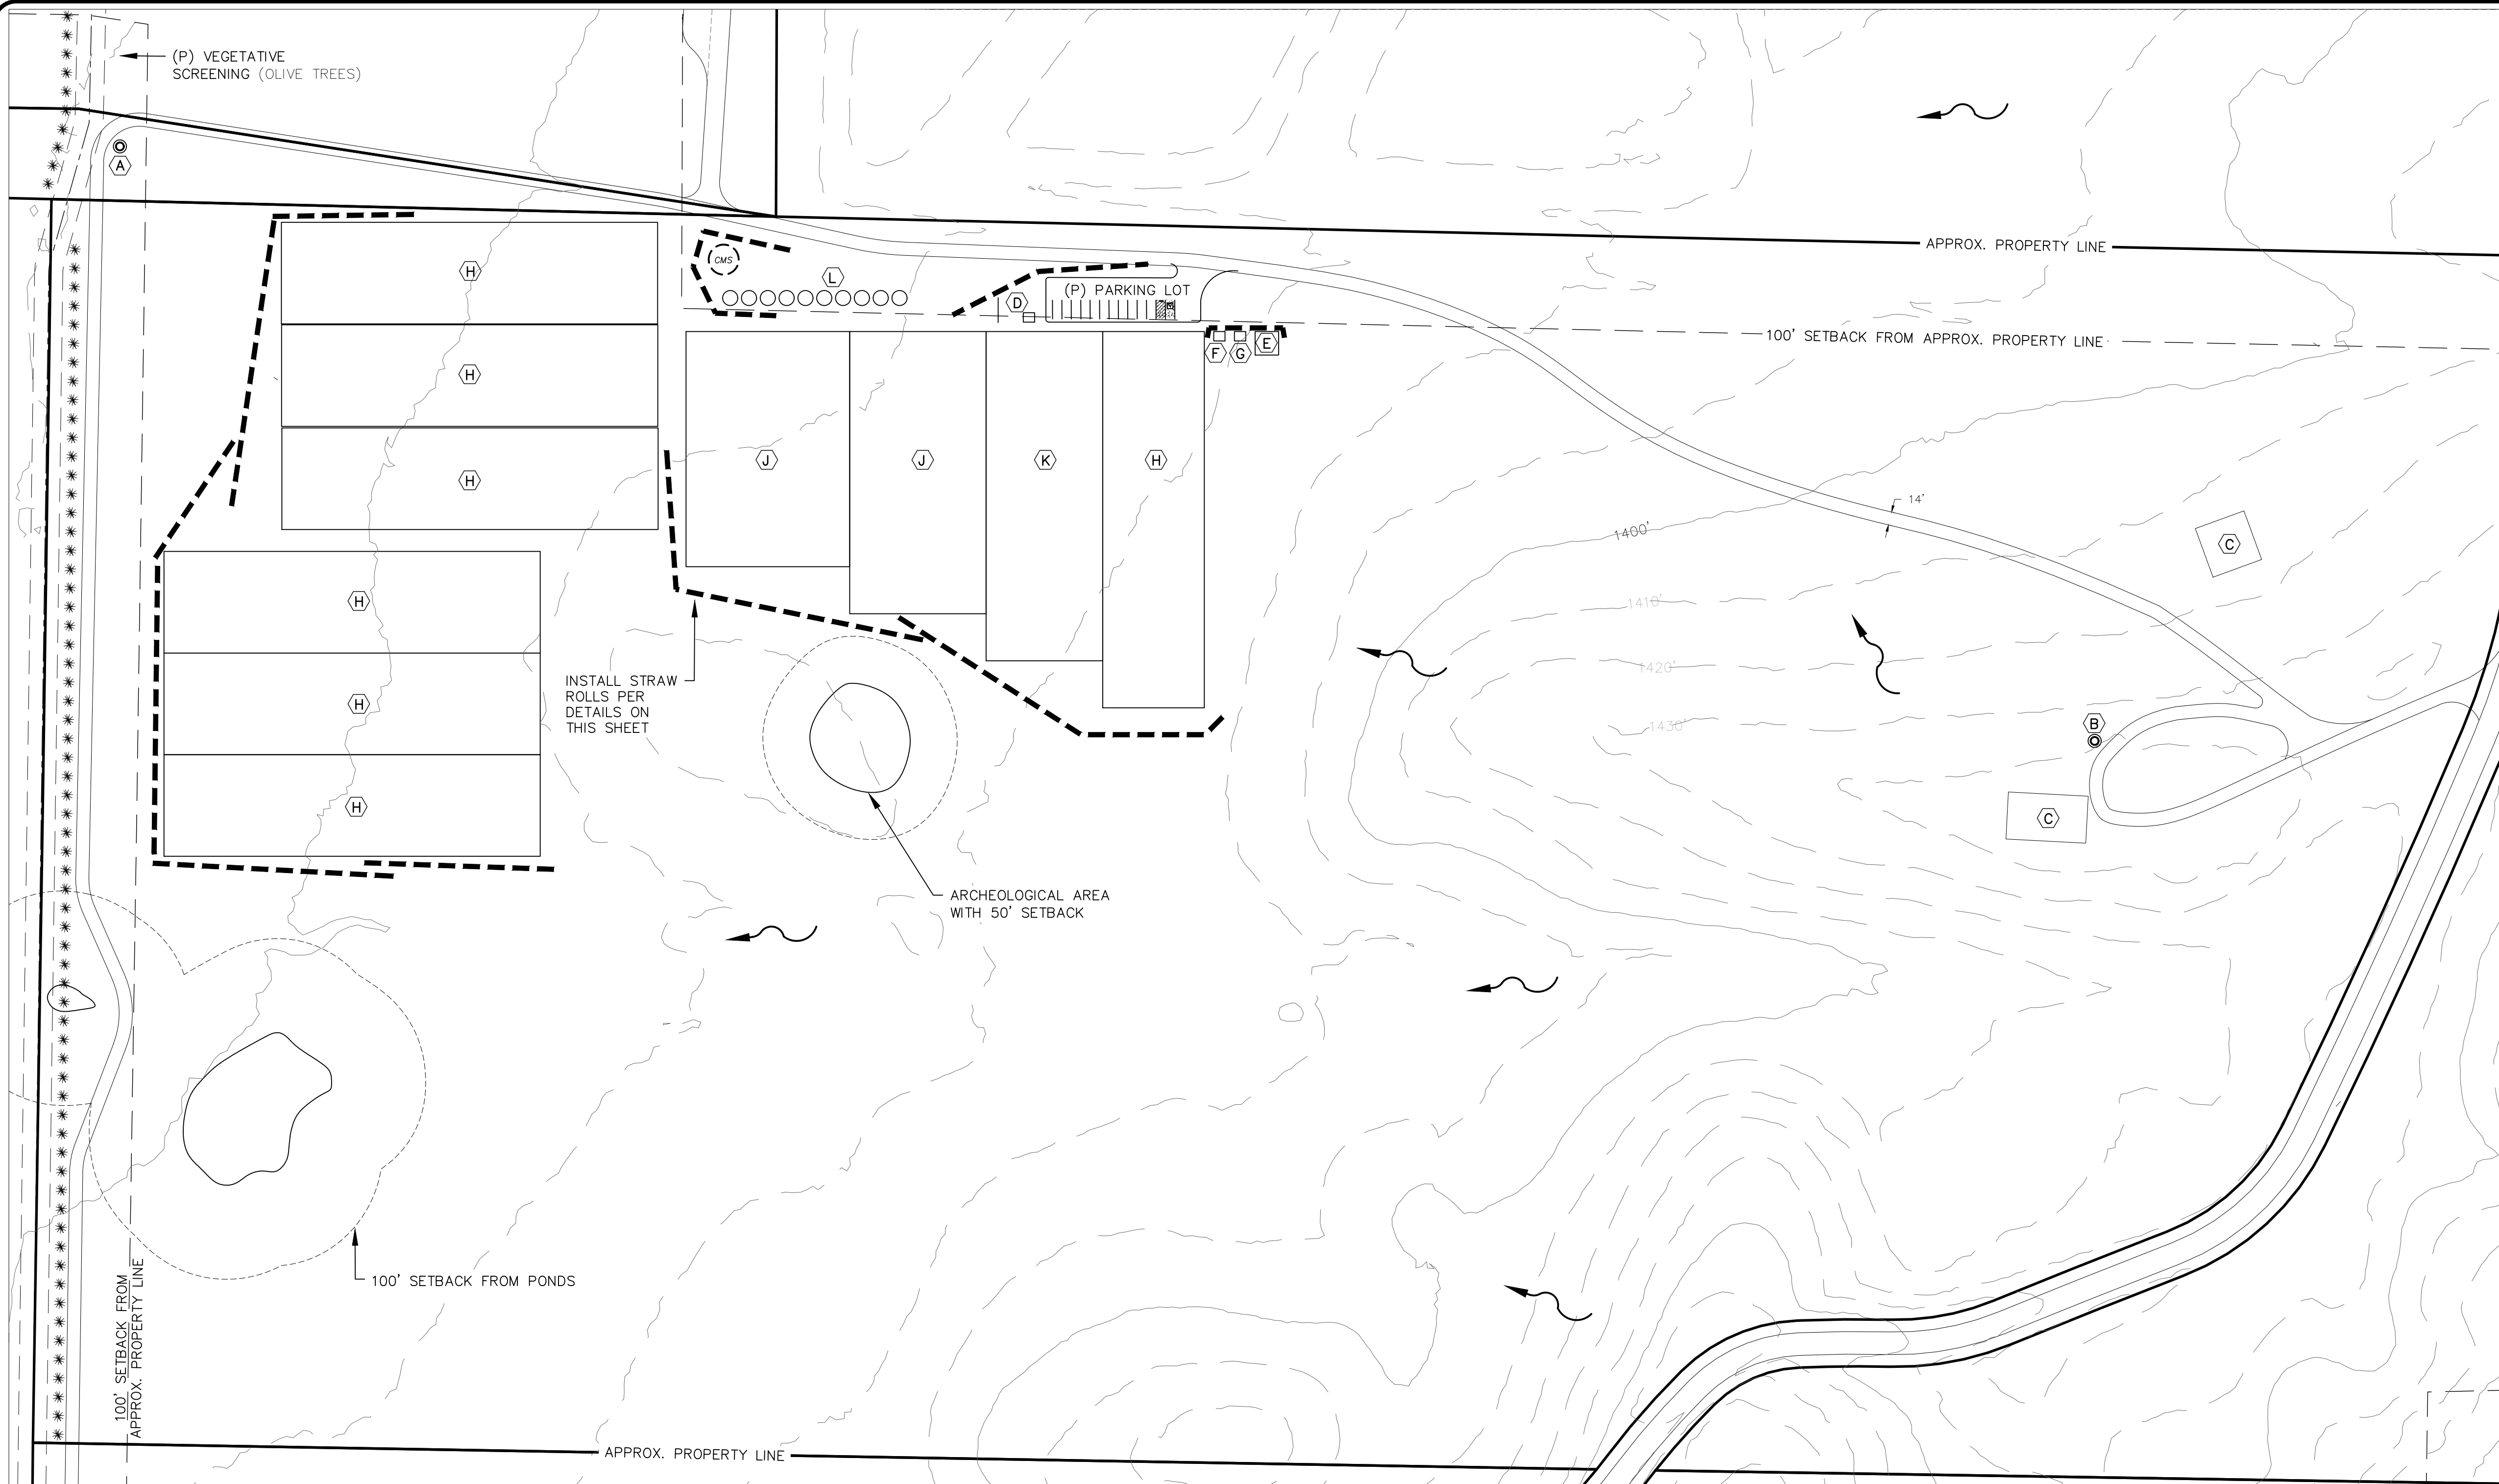 (P) VEGETATIVE
SCREENING (OLIVE TREES)
A
APPROX. PROPERTY LINE
H
CMS
L
D
(P) PARKING LOT
100' SETBACK FROM APPROX. PROPERTY LINE
F
G
E
H
H
J
J
K
H
14'
1400'
C
1410'
1420'
1430'
H
H
H
INSTALL STRAW
ROLLS PER
DETAILS ON
THIS SHEET
B
C
ARCHEOLOGICAL AREA
WITH 50' SETBACK
100' SETBACK FROM PONDS
100' SETBACK FROM
APPROX. PROPERTY LINE
APPROX. PROPERTY LINE